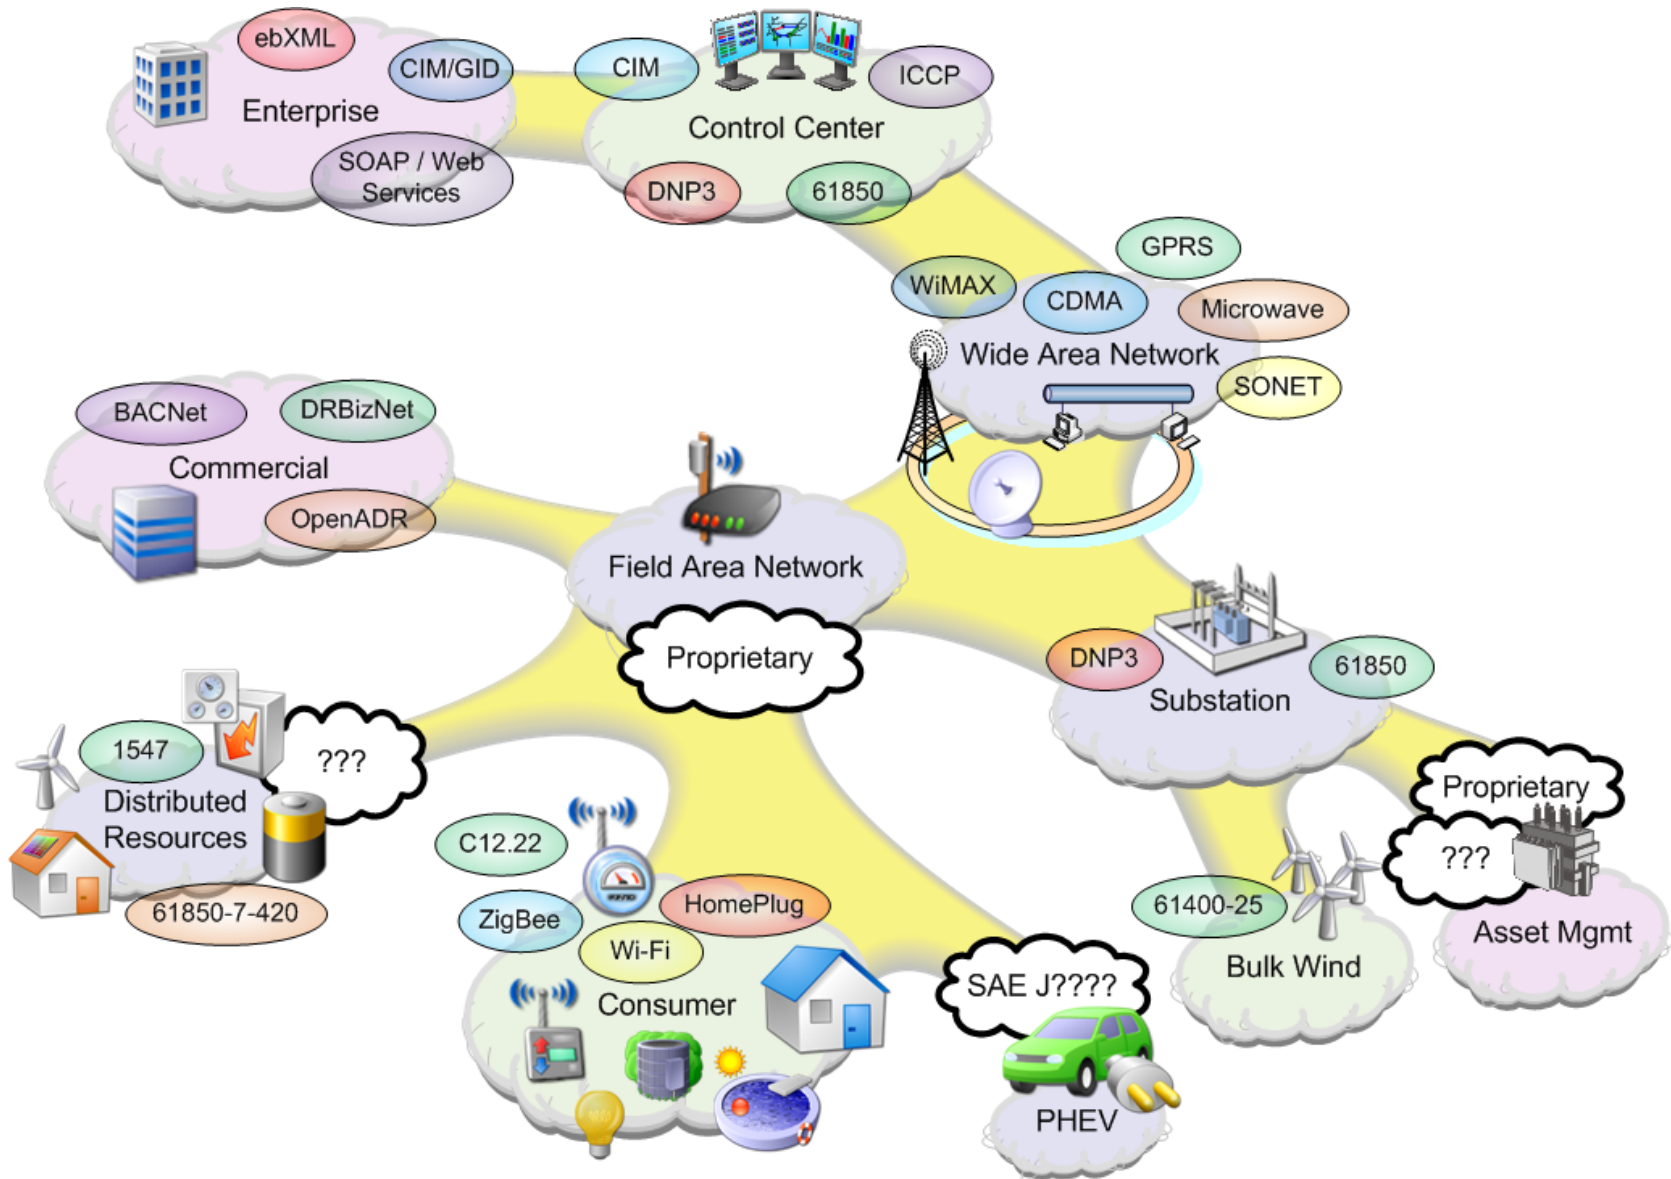 ebXML
CIM/GID
Enterprise
SOAP / Web
Services
CIM
ICCP
Control Center
DNP3
61850
GPRS
WiMAX
CDMA
Microwave
Wide Area Network
SONET
BACNet
DRBizNet
Commercial
OpenADR
Field Area Network
Proprietary
DNP3
61850
Substation
1547
???
Distributed
Resources
61850-7-420
C12.22
ZigBee
HomePlug
Wi-Fi
Consumer
SAE J????
PHEV
61400-25
Bulk Wind
Proprietary
???
Asset Mgmt